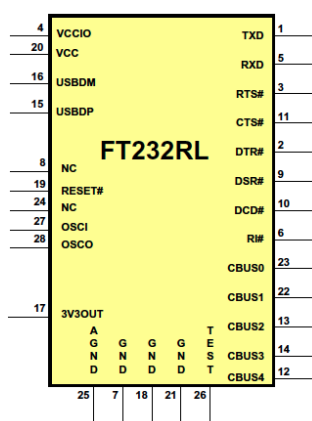 4 VCCIO TXD 1
20 VCC
RXD 5
16 USBDM
RTS# 3
15 USBDP
CTS# 11
FT232RL
DTR# 2
8 NC
DSR# 9
19 RESET#
24 NC
DCD# 10
27 OSCI
28 OSCO
RI# 6
CBUS0 23
CBUS1 22
17 3V3OUT
CBUS2 13
CBUS3 14
CBUS4 12
AGND GND GND GND TEST
25 7 18 21 26